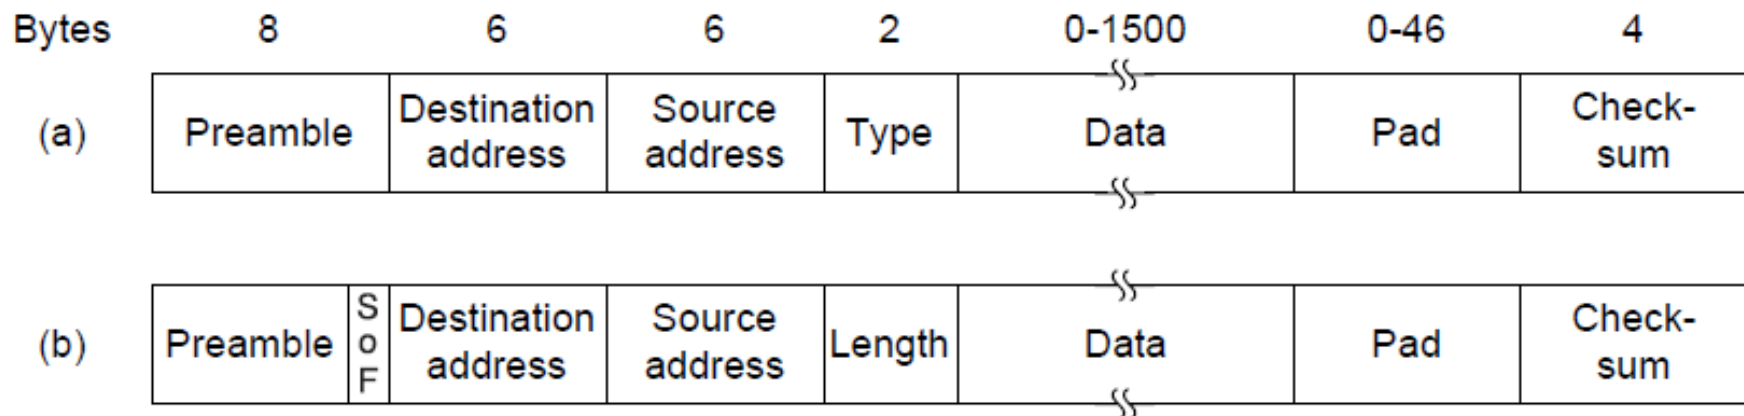 Bytes 8 6 6 2 0-1500 0-46 4
(a) Preamble Destination address Source address Type Data Pad Check-sum
(b) Preamble SoF Destination address Source address Length Data Pad Check-sum